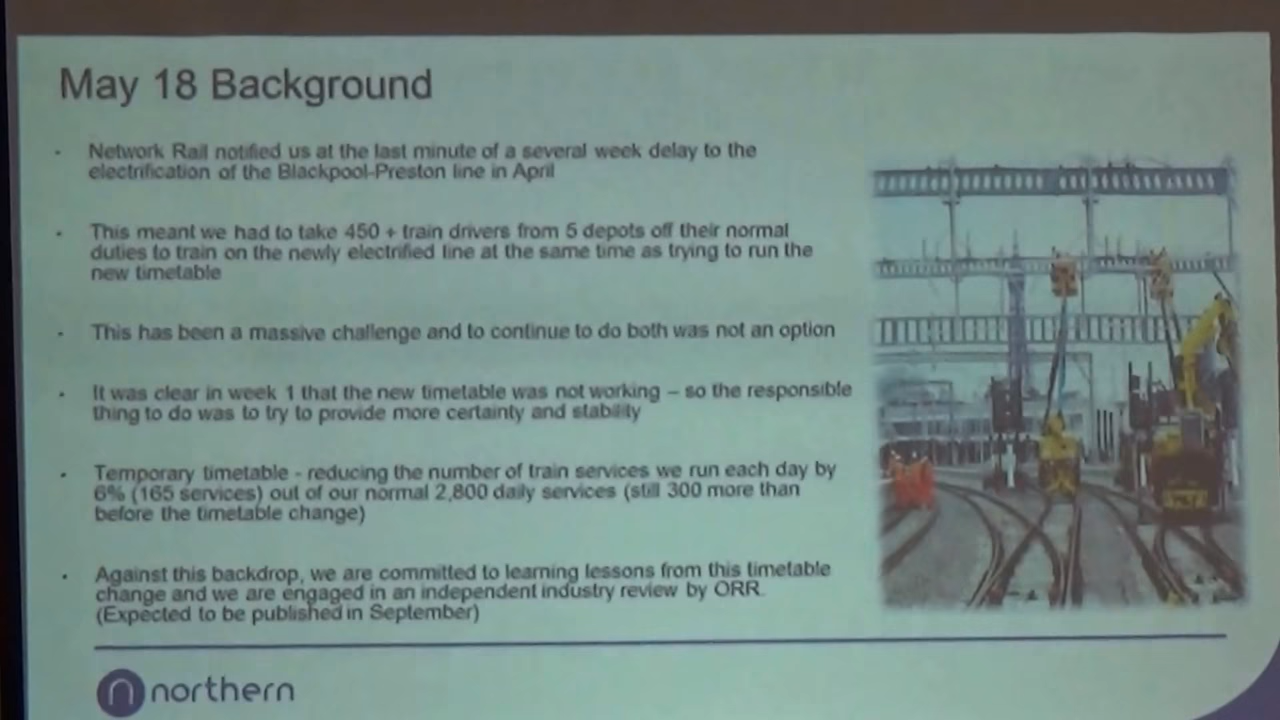 May 18 Background
- Network Rail notified us at the last minute of a several week delay to the
electrification of the Blackpool-Preston line in April
- This meant we had to take 450 + train drivers from 5 depots off their normal
duties to train on the newly electrified line at the same time as trying to run the
new timetable
- This has been a massive challenge and to continue to do both was not an option
- It was clear in week 1 that the new timetable was not working – so the responsible
thing to do was to try to provide more certainty and stability
- Temporary timetable - reducing the number of train services we run each day by
6% (165 services) out of our normal 2,800 daily services (still 300 more than
before the timetable change)
- Against this backdrop, we are committed to learning lessons from this timetable
change and we are engaged in an independent industry review by ORR.
(Expected to be published in September)
n northern